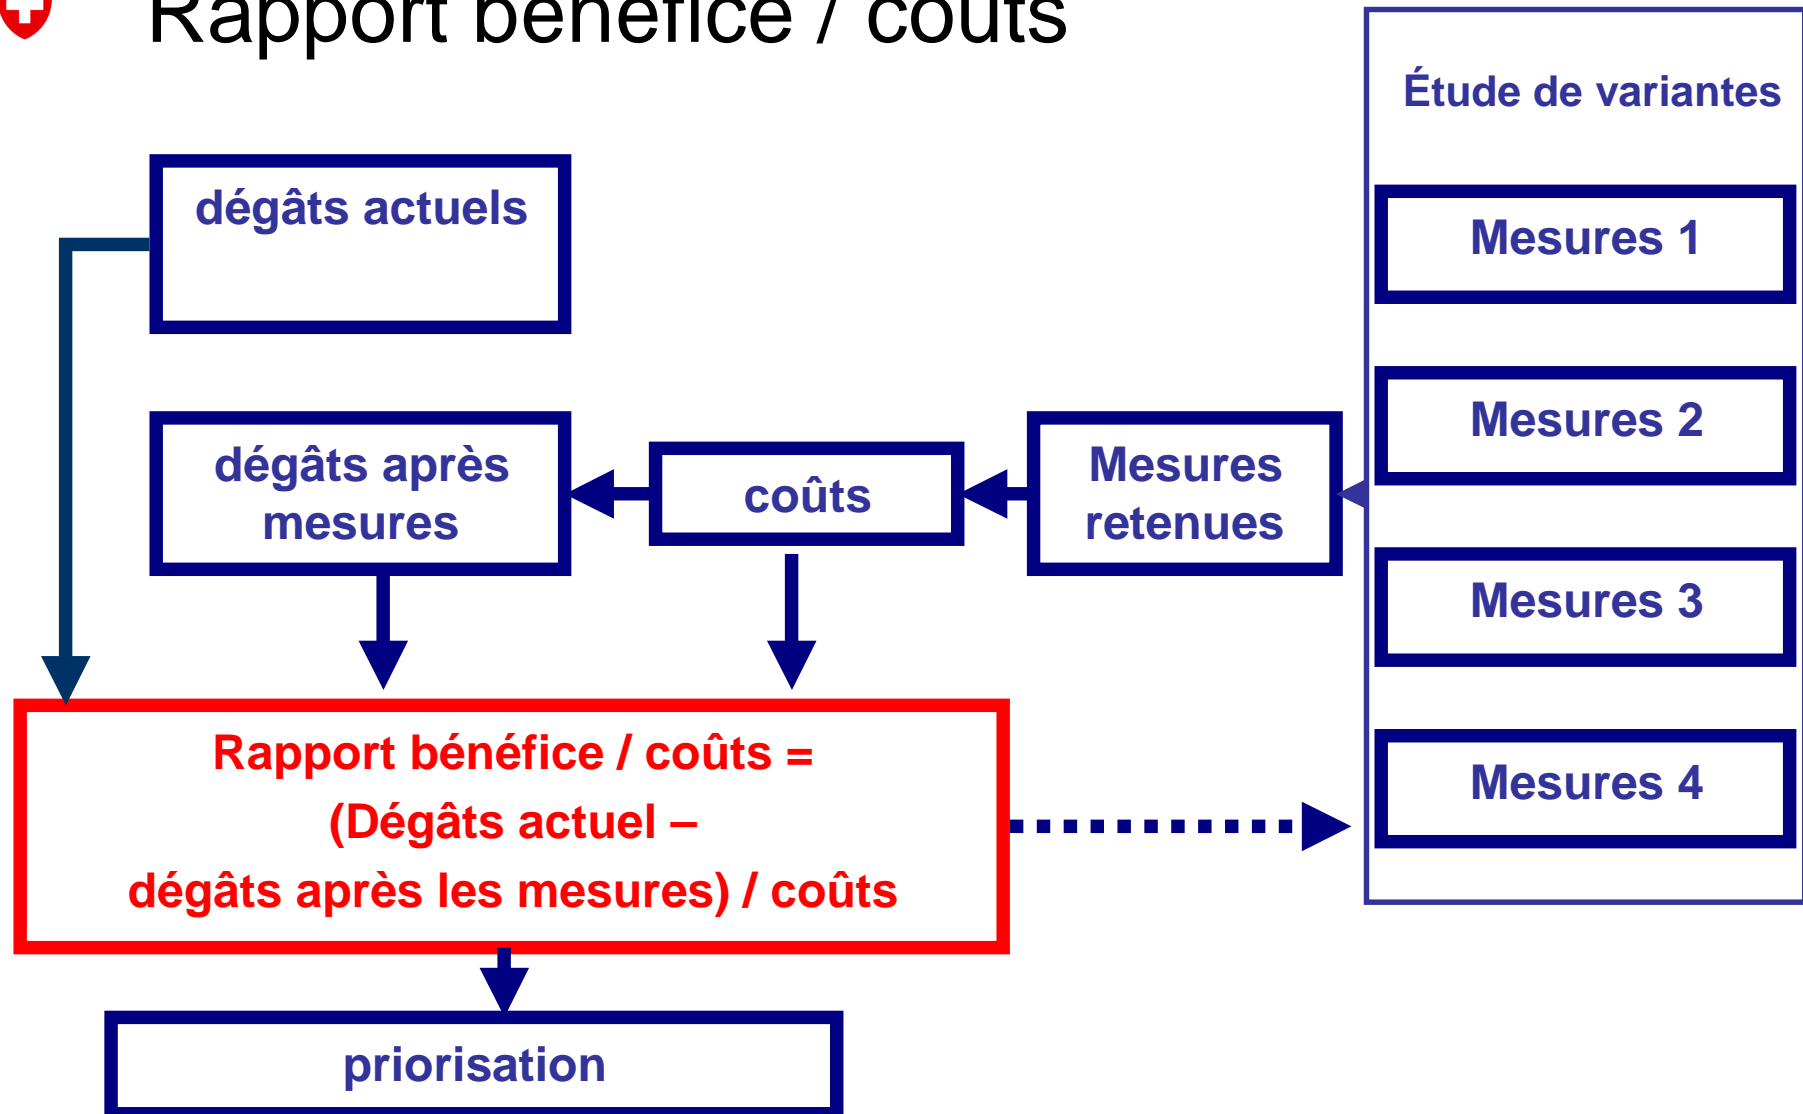 Rapport bénéfice / coûts
Étude de variantes
dégâts actuels
Mesures 1
Mesures 2
dégâts après
mesures
coûts
Mesures
retenues
Mesures 3
Rapport bénéfice / coûts =
(Dégâts actuel –
dégâts après les mesures) / coûts
Mesures 4
priorisation